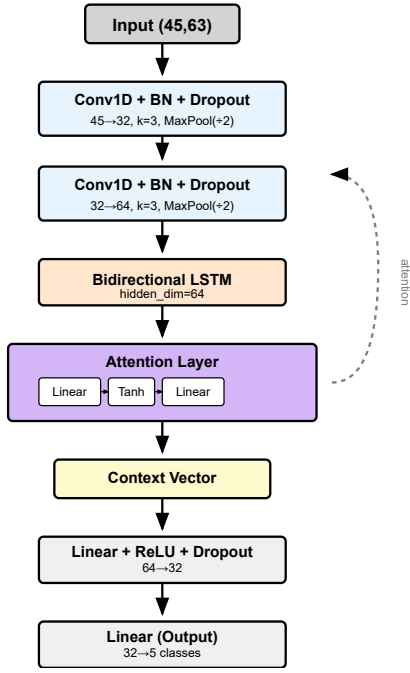 Input (45,63)
Conv1D + BN + Dropout
45→32, k=3, MaxPool(÷2)
Conv1D + BN + Dropout
32→64, k=3, MaxPool(÷2)
attention
Bidirectional LSTM
hidden_dim=64
Attention Layer
Linear Tanh Linear
Context Vector
Linear + ReLU + Dropout
64→32
Linear (Output)
32→5 classes